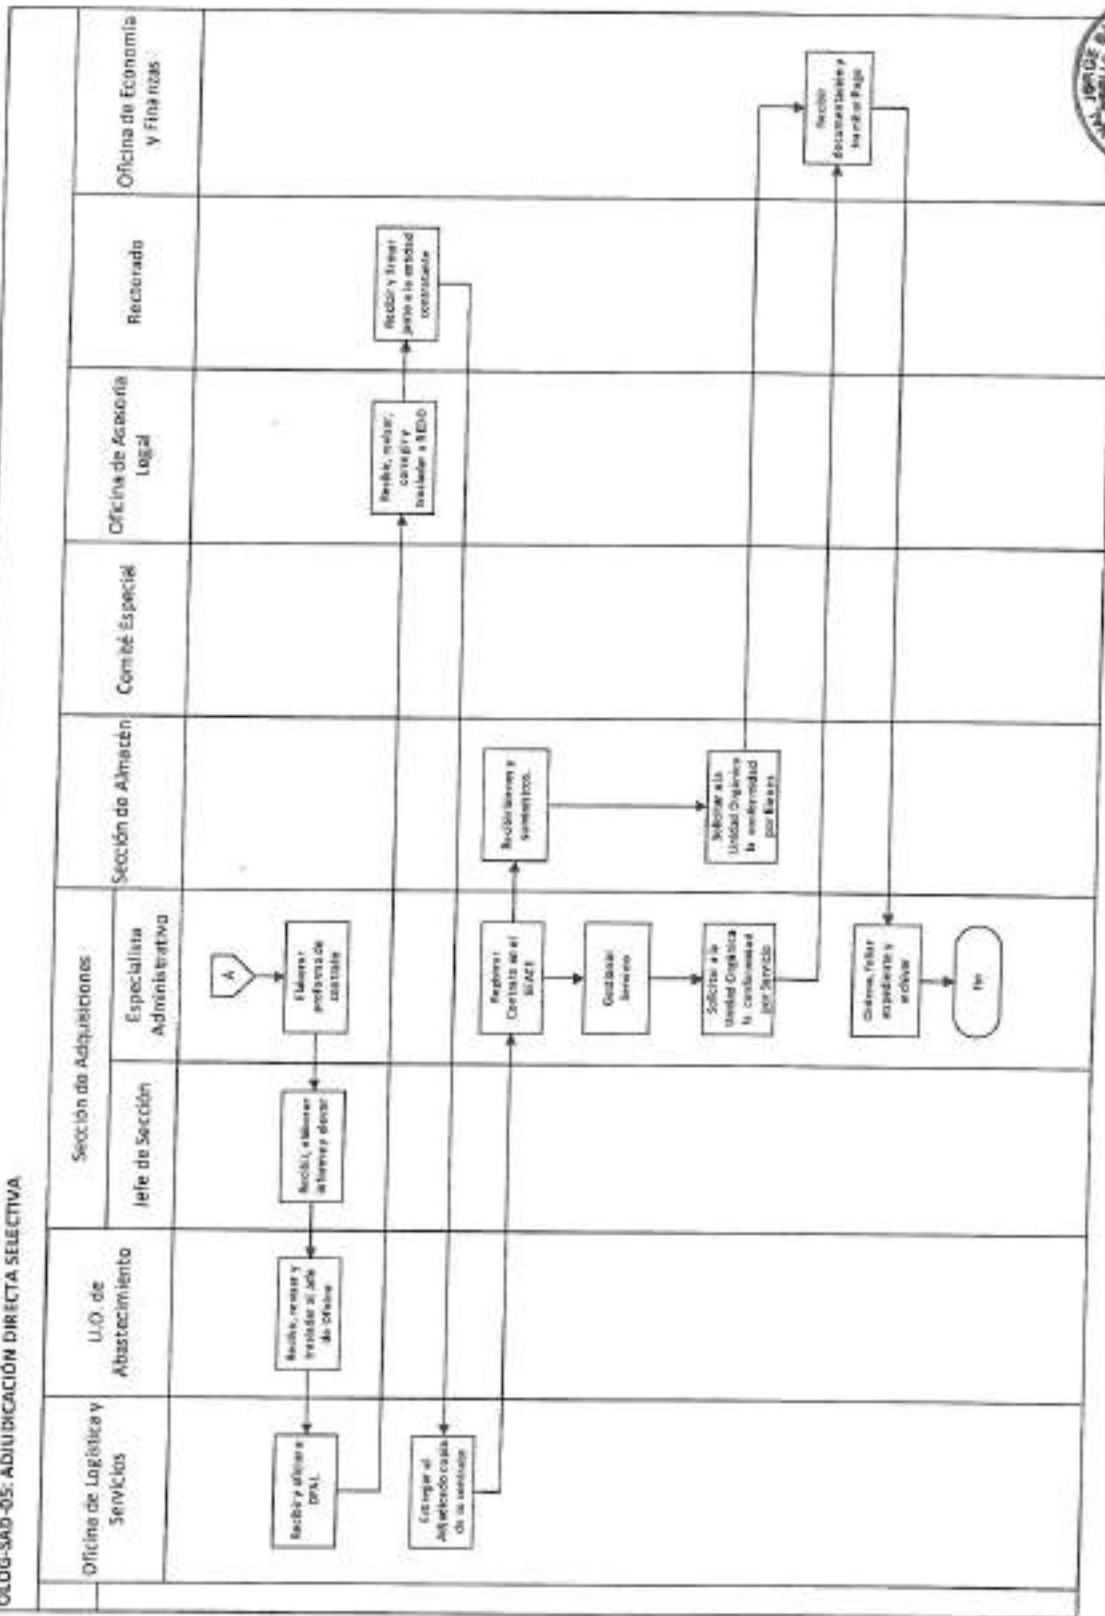 OLOG-SAD-05: ADJUDICACIÓN DIRECTA SELECTIVA
Oficina de Logística y
Servicios
U.O. de
Abastecimiento
Sección de Adquisiciones
Jefe de Sección
Especialista
Administrativo
Sección de Almacén
Comité Especial
Oficina de Asesoría
Legal
Rectorado
Oficina de Economía
y Finanzas
A
Elaborar
proforma de
contrato
Recibir, elaborar
informe y elevar
Recibir, revisar y
trasladar al Jefe
de Oficina
Recibir y oficiar a
Recibir, revisar,
corregir y
trasladar a
Recibir y firmar
junto a la entidad
contratante
Entregar al
Adjudicado copia
de su contrato
Registrar
Contrato en el
SEACE
Recibir bienes y
suministros.
Gestionar
Servicio
Solicitar a la
Unidad Orgánica
la conformidad
por Servicio
Solicitar a la
Unidad Orgánica
la conformidad
por Bienes
Recibir
documentación y
tramitar Pago
Ordena, foliar
expediente y
archivar
Fin
JORGE B